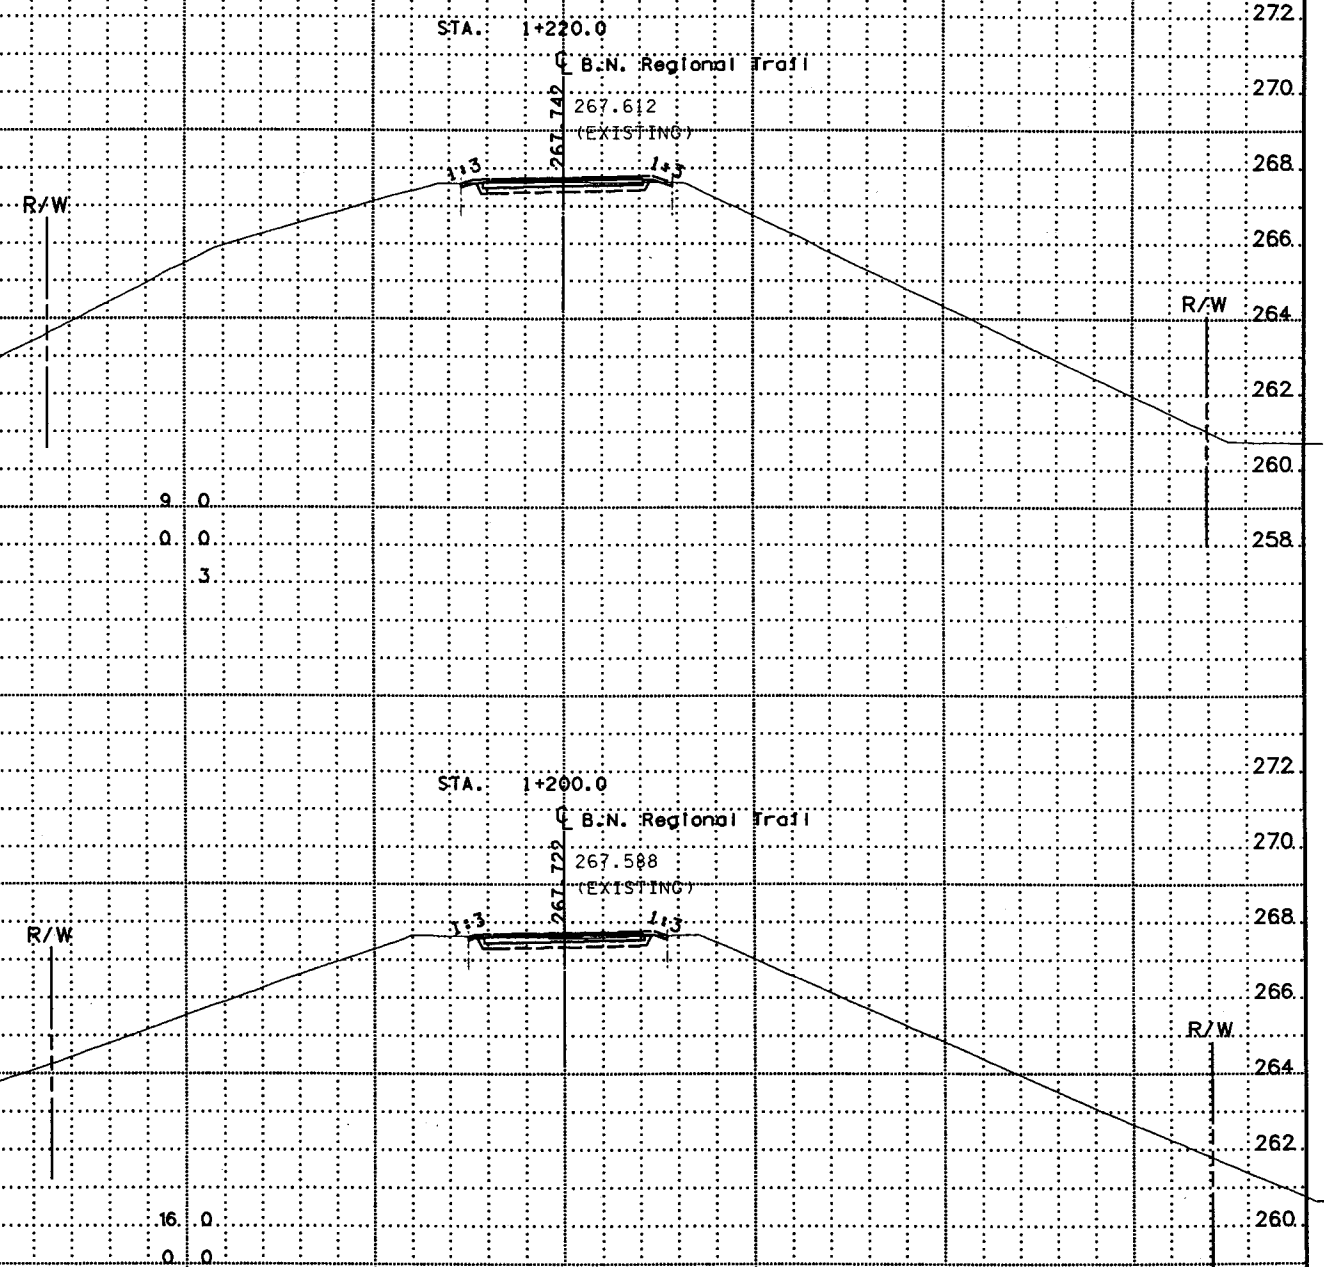 272
STA. 1+220.0
℄ B.N. Regional Trail
270
267.742
267.612
(EXISTING)
268
1:3
1:3
R/W
266
R/W
264
262
260
9 0
0 0
258
3
272
STA. 1+200.0
℄ B.N. Regional Trail
270
267.722
267.588
(EXISTING)
268
1:3
1:3
R/W
266
R/W
264
262
16 0
260
0 0